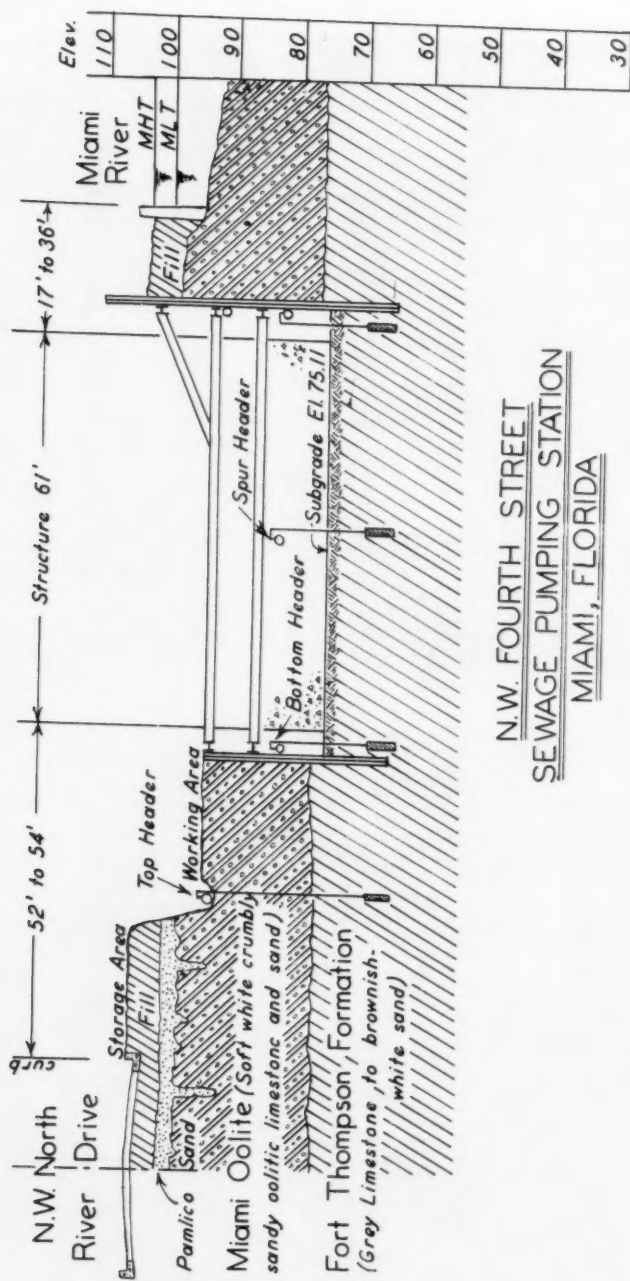 N.W. North
River Drive
curb
52' to 54'
Structure 61'
17' to 36'
Miami
River
MHT
MLT
Elev.
110
100
90
80
70
60
50
40
30
Storage Area
Fill
Top Header
Working Area
Pamlico Sand
Miami Oolite (Soft white crumbly
sandy oolitic limestone and sand)
Fort Thompson Formation
(Grey Limestone to brownish-
white sand)
Bottom Header
Spur Header
Subgrade El. 75.11
Fill
N.W. FOURTH STREET
SEWAGE PUMPING STATION
MIAMI, FLORIDA